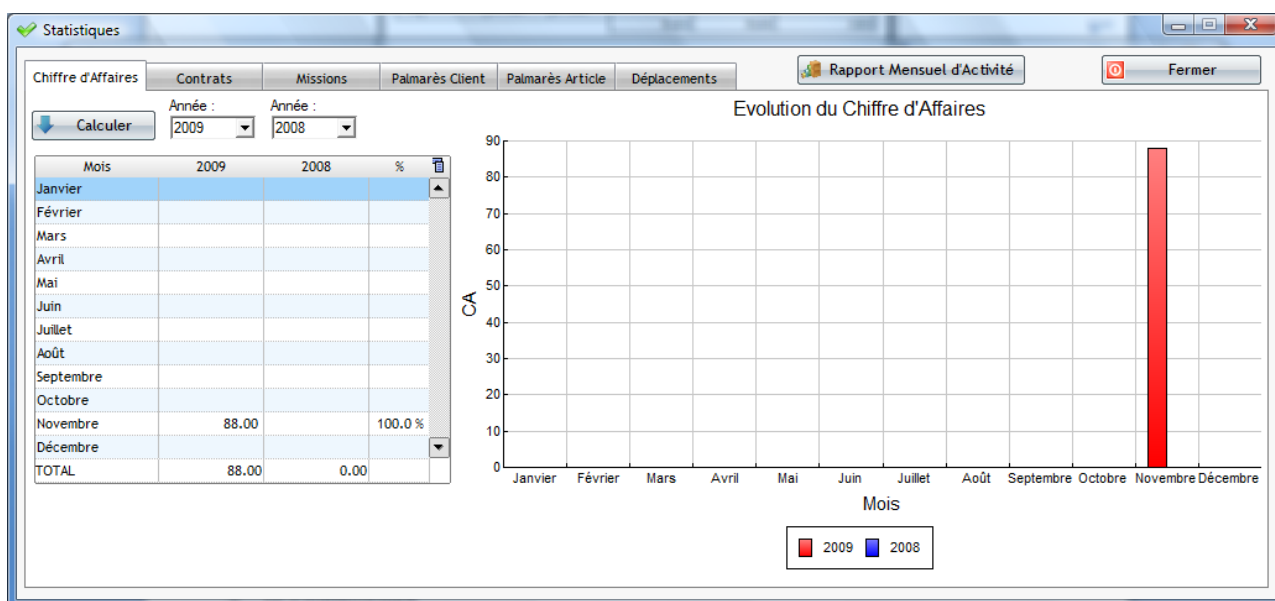 Statistiques
Chiffre d'Affaires Contrats Missions Palmarès Client Palmarès Article Déplacements Rapport Mensuel d'Activité Fermer
Calculer Année : Année :
2009 2008
Evolution du Chiffre d'Affaires
Mois 2009 2008 %
Janvier
Février
Mars
Avril
Mai
Juin
Juillet
Août
Septembre
Octobre
Novembre 88.00 100.0 %
Décembre
TOTAL 88.00 0.00
90
80
70
60
50
40
30
20
10
0
CA
Janvier Février Mars Avril Mai Juin Juillet Août Septembre Octobre Novembre Décembre
Mois
2009 2008